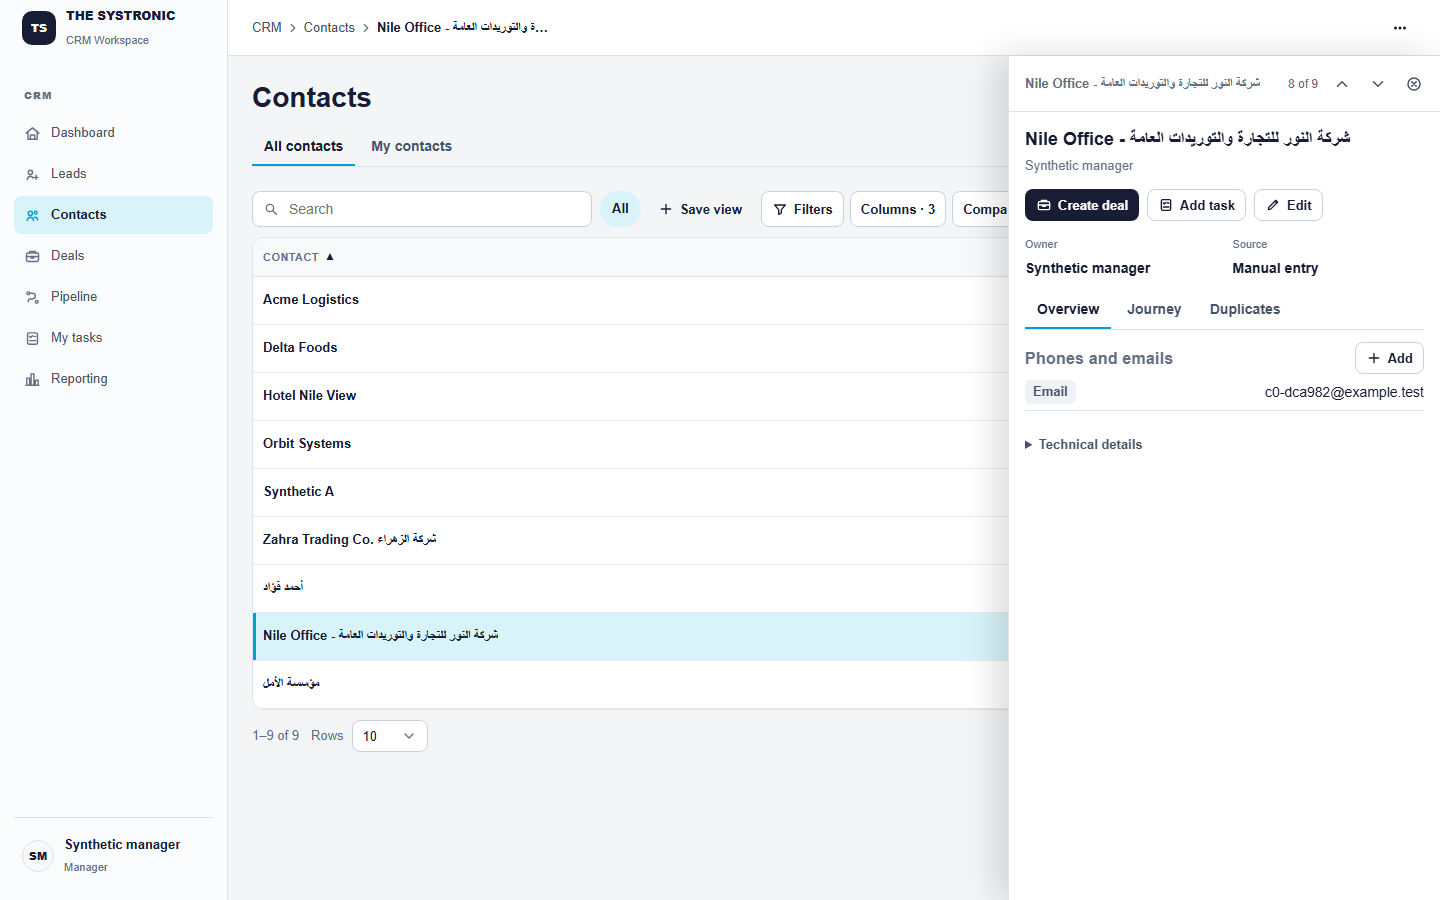 THE SYSTRONIC
TS
CRM Workspace
CRM
Dashboard
Leads
Contacts
Deals
Pipeline
My tasks
Reporting
SM
Synthetic manager
Manager
CRM > Contacts > Nile Office - ة والتوريدات العامة...
Contacts
All contacts
My contacts
Search
All
+ Save view
Filters
Columns · 3
Compa
CONTACT ▲
Acme Logistics
Delta Foods
Hotel Nile View
Orbit Systems
Synthetic A
Zahra Trading Co. شركة الزهراء
أحمد فؤاد
Nile Office - شركة النور للتجارة والتوريدات العامة
مؤسسة الأمل
1–9 of 9 Rows 10
Nile Office - شركة النور للتجارة والتوريدات العامة 8 of 9
Nile Office - شركة النور للتجارة والتوريدات العامة
Synthetic manager
Create deal
Add task
Edit
Owner Source
Synthetic manager Manual entry
Overview Journey Duplicates
Phones and emails + Add
Email c0-dca982@example.test
Technical details